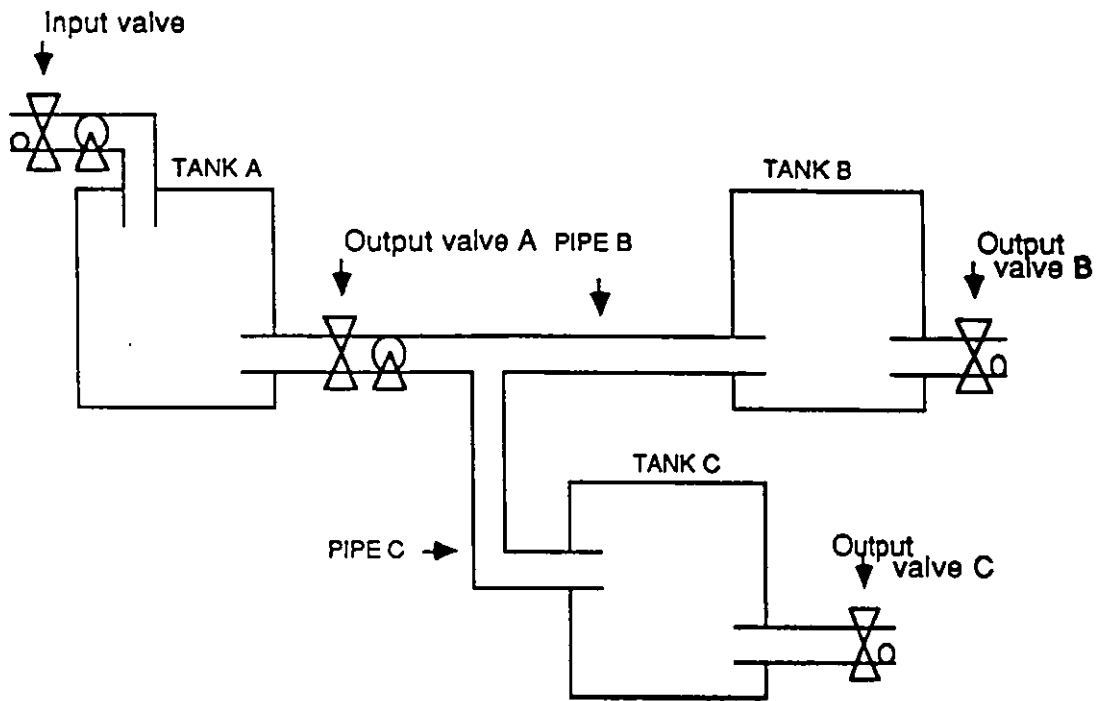 Input valve
TANK A
TANK B
Output valve A
PIPE B
Output
valve B
TANK C
PIPE C
Output
valve C